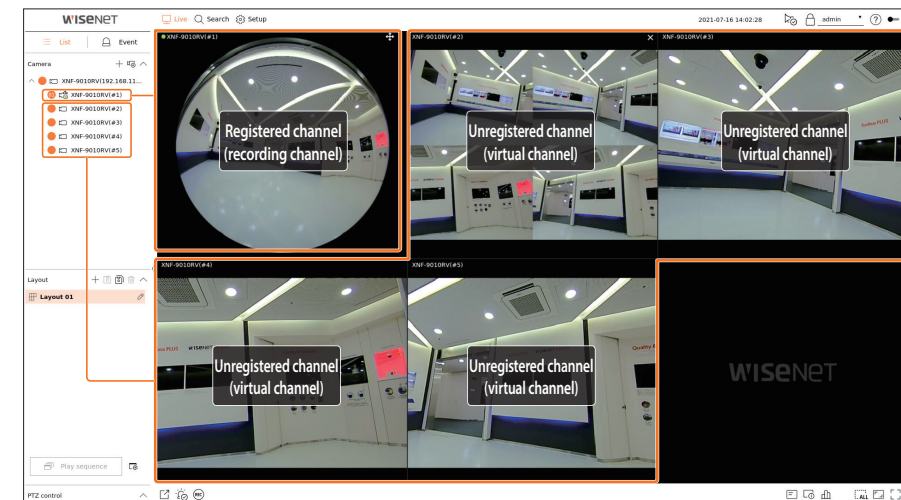 WISENET
Live Search Setup 2021-07-16 14:02:28 admin ?
List Event
Camera
XNF-9010RV(192.168.11...
XNF-9010RV(#1)
XNF-9010RV(#2)
XNF-9010RV(#3)
XNF-9010RV(#4)
XNF-9010RV(#5)
XNF-9010RV(#1)
Registered channel
(recording channel)
XNF-9010RV(#2)
Unregistered channel
(virtual channel)
XNF-9010RV(#3)
Unregistered channel
(virtual channel)
Layout
Layout 01
XNF-9010RV(#4)
WISENET
Unregistered channel
(virtual channel)
XNF-9010RV(#5)
Quality
Unregistered channel
(virtual channel)
WISENET
Play sequence
PTZ control
REC
ALL